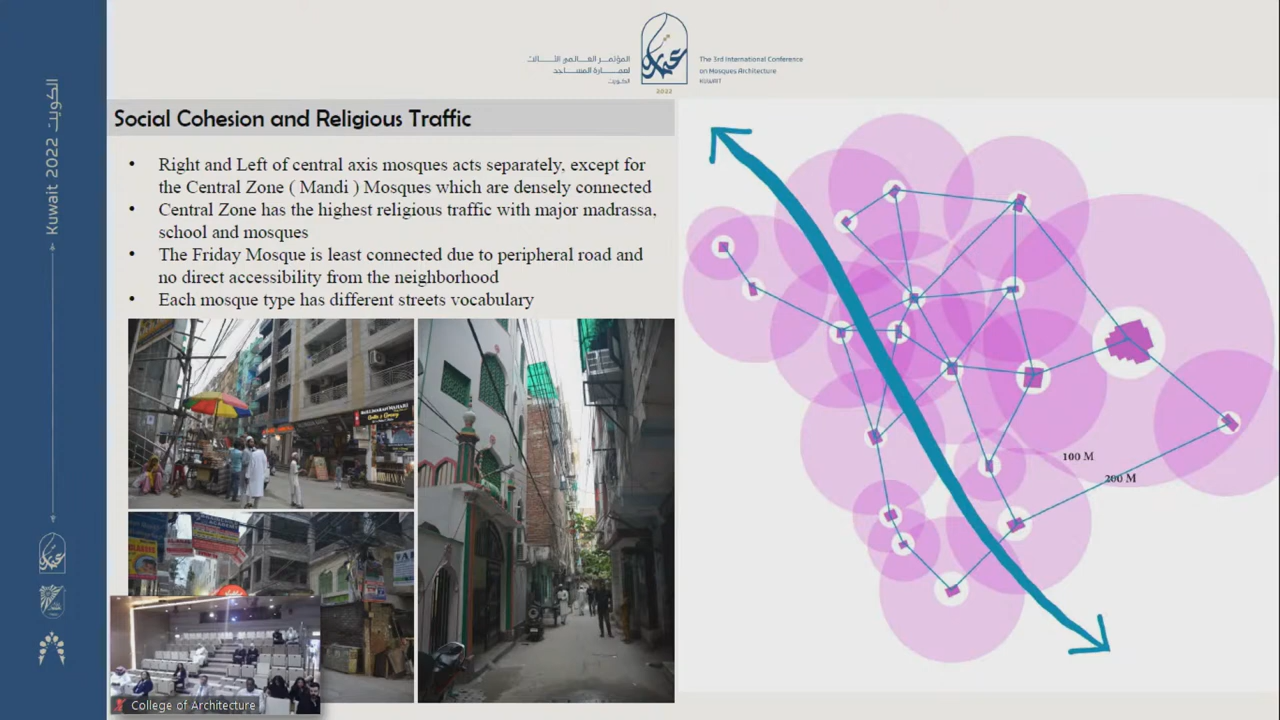 المؤتمر العالمي الثالث
لعمارة المساجد
الكويت
2022
The 3rd International Conference
on Mosques Architecture
KUWAIT
Kuwait 2022 الكويت
Social Cohesion and Religious Traffic
• Right and Left of central axis mosques acts separately, except for
the Central Zone ( Mandi ) Mosques which are densely connected
• Central Zone has the highest religious traffic with major madrassa,
school and mosques
• The Friday Mosque is least connected due to peripheral road and
no direct accessibility from the neighborhood
• Each mosque type has different streets vocabulary
100 M
200 M
College of Architecture